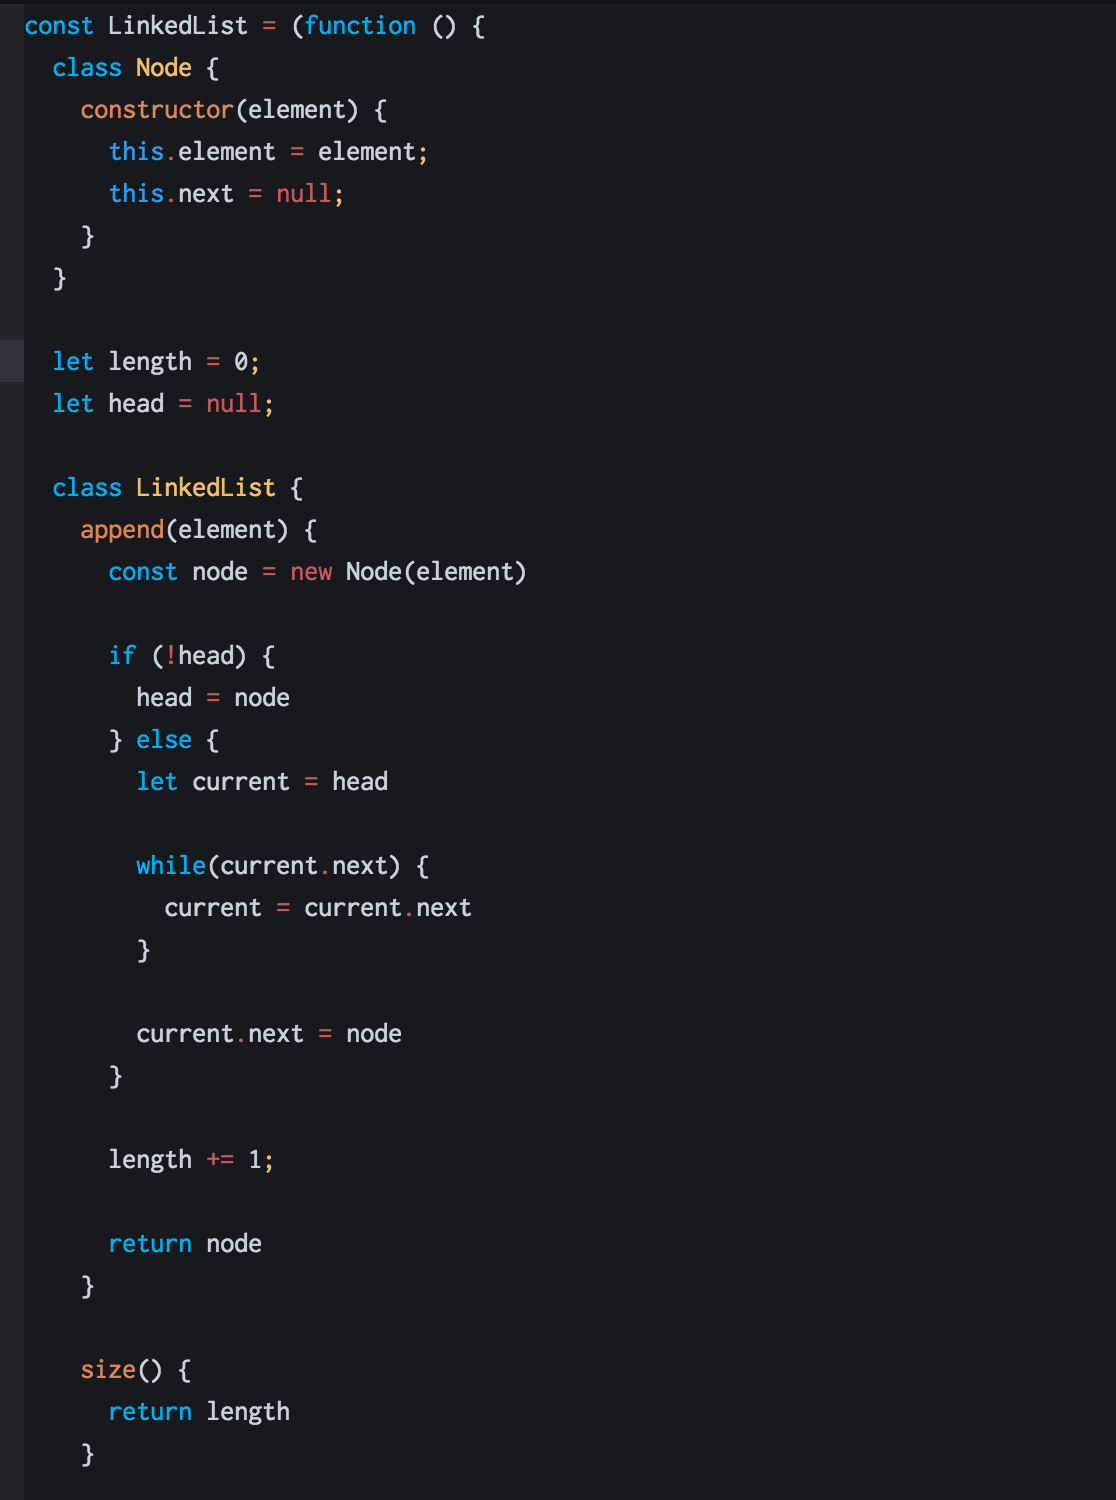 const LinkedList = (function () {
  class Node {
    constructor(element) {
      this.element = element;
      this.next = null;
    }
  }

  let length = 0;
  let head = null;

  class LinkedList {
    append(element) {
      const node = new Node(element)

      if (!head) {
        head = node
      } else {
        let current = head

        while(current.next) {
          current = current.next
        }

        current.next = node
      }

      length += 1;

      return node
    }

    size() {
      return length
    }